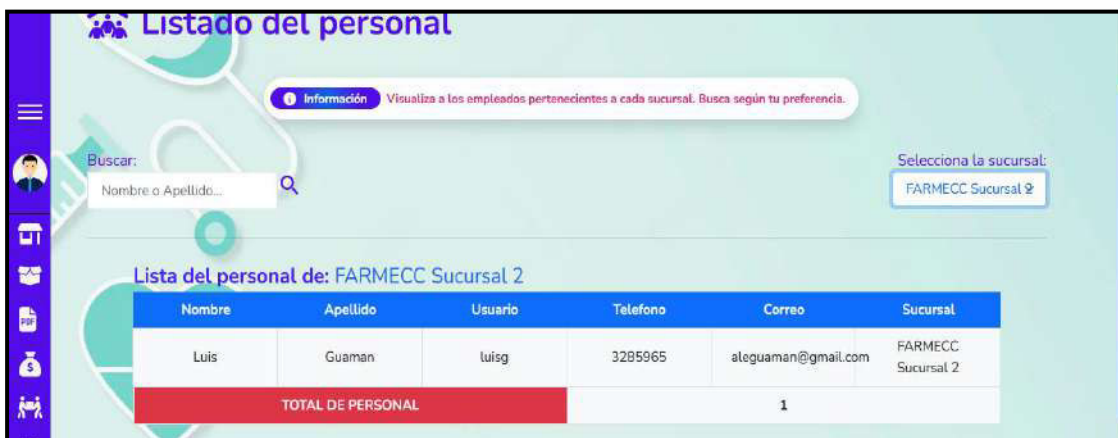 Listado del personal
Información Visualiza a los empleados pertenecientes a cada sucursal. Busca según tu preferencia.
Buscar:
Selecciona la sucursal:
Nombre o Apellido...
FARMECC Sucursal 2
PDF
Lista del personal de: FARMECC Sucursal 2
Nombre Apellido Usuario Telefono Correo Sucursal
Luis Guaman luisg 3285965 aleguaman@gmail.com FARMECC
Sucursal 2
TOTAL DE PERSONAL 1